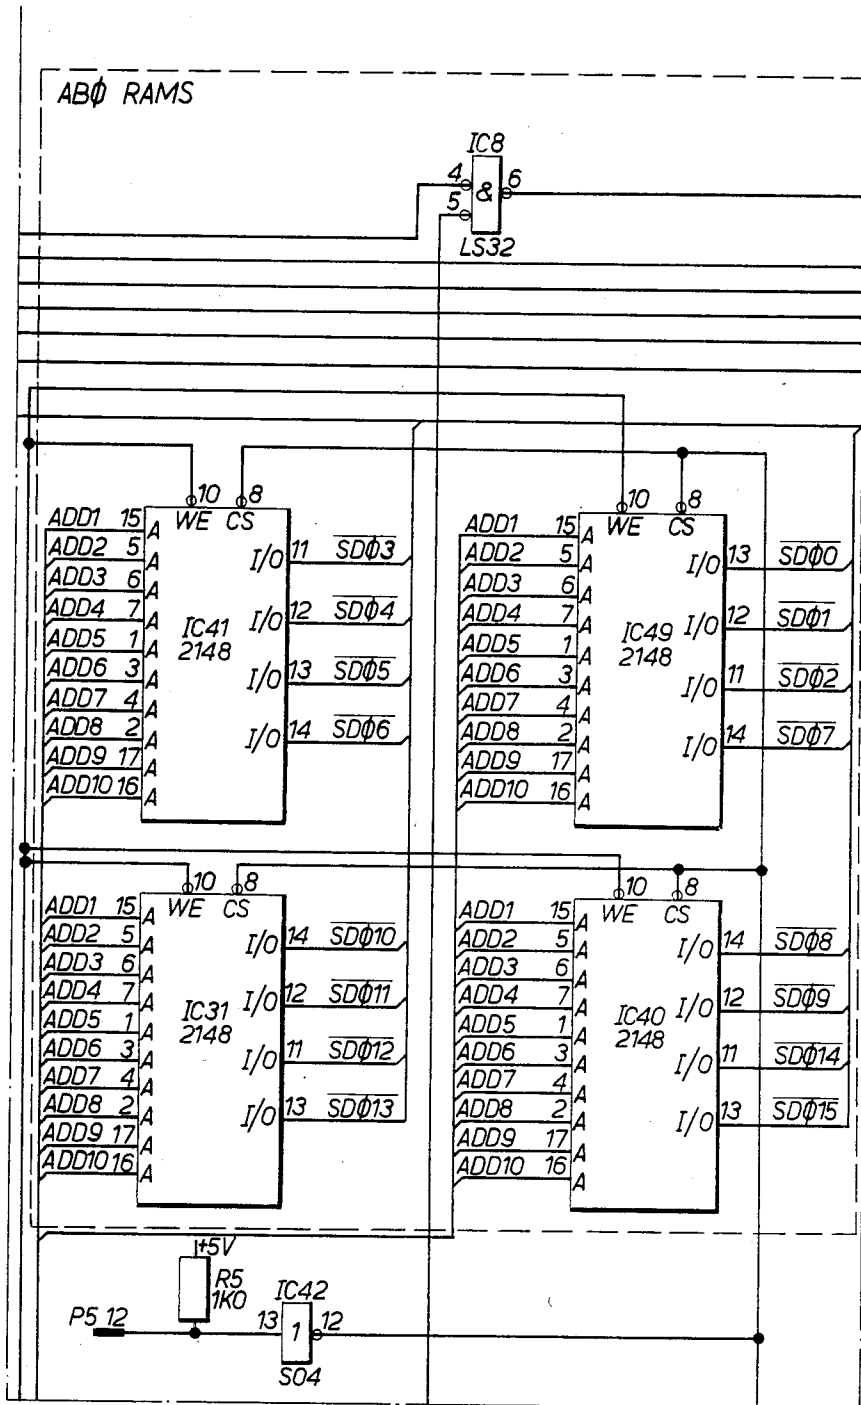 ABØ RAMS
IC8
4
5
&
6
LS32
10
8
WE
CS
ADD1 15 A
ADD2 5 A
ADD3 6 A
ADD4 7 A
ADD5 1 A
ADD6 3 A
ADD7 4 A
ADD8 2 A
ADD9 17 A
ADD10 16 A
IC41
2148
I/O 11 SDØ3
I/O 12 SDØ4
I/O 13 SDØ5
I/O 14 SDØ6
10
8
WE
CS
ADD1 15 A
ADD2 5 A
ADD3 6 A
ADD4 7 A
ADD5 1 A
ADD6 3 A
ADD7 4 A
ADD8 2 A
ADD9 17 A
ADD10 16 A
IC49
2148
I/O 13 SDØ0
I/O 12 SDØ1
I/O 11 SDØ2
I/O 14 SDØ7
10
8
WE
CS
ADD1 15 A
ADD2 5 A
ADD3 6 A
ADD4 7 A
ADD5 1 A
ADD6 3 A
ADD7 4 A
ADD8 2 A
ADD9 17 A
ADD10 16 A
IC31
2148
I/O 14 SDØ10
I/O 12 SDØ11
I/O 11 SDØ12
I/O 13 SDØ13
10
8
WE
CS
ADD1 15 A
ADD2 5 A
ADD3 6 A
ADD4 7 A
ADD5 1 A
ADD6 3 A
ADD7 4 A
ADD8 2 A
ADD9 17 A
ADD10 16 A
IC40
2148
I/O 14 SDØ8
I/O 12 SDØ9
I/O 11 SDØ14
I/O 13 SDØ15
+5V
R5
1K0
P5 12
IC42
13
1
12
S04